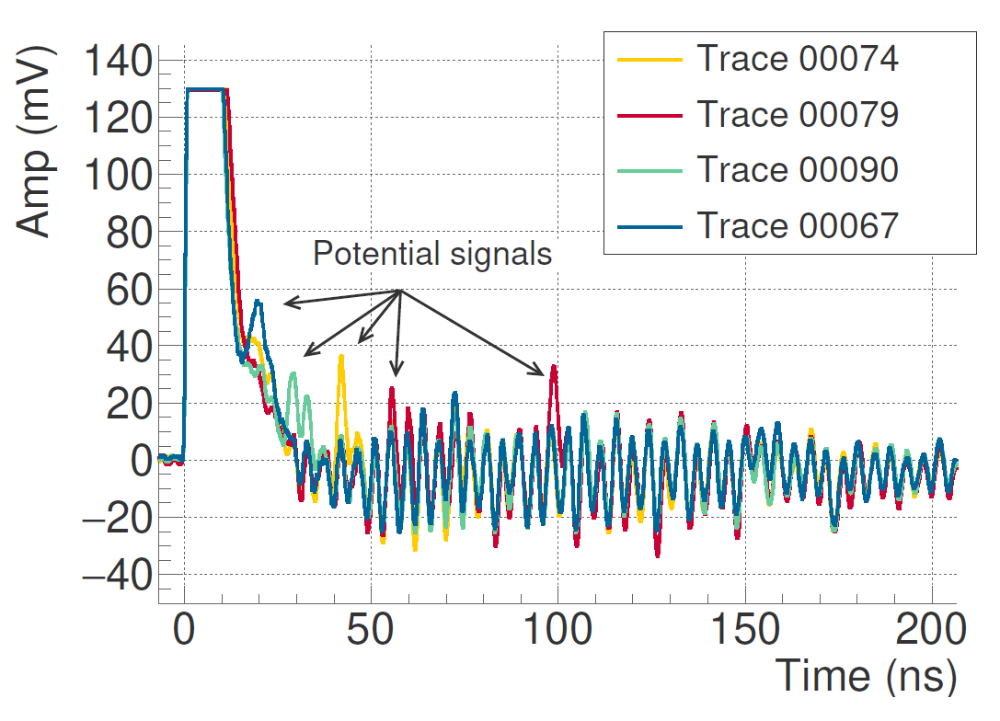 Amp (mV)
140
120
100
80
60
40
20
0
−20
−40
Trace 00074
Trace 00079
Trace 00090
Trace 00067
Potential signals
0 50 100 150 200
Time (ns)